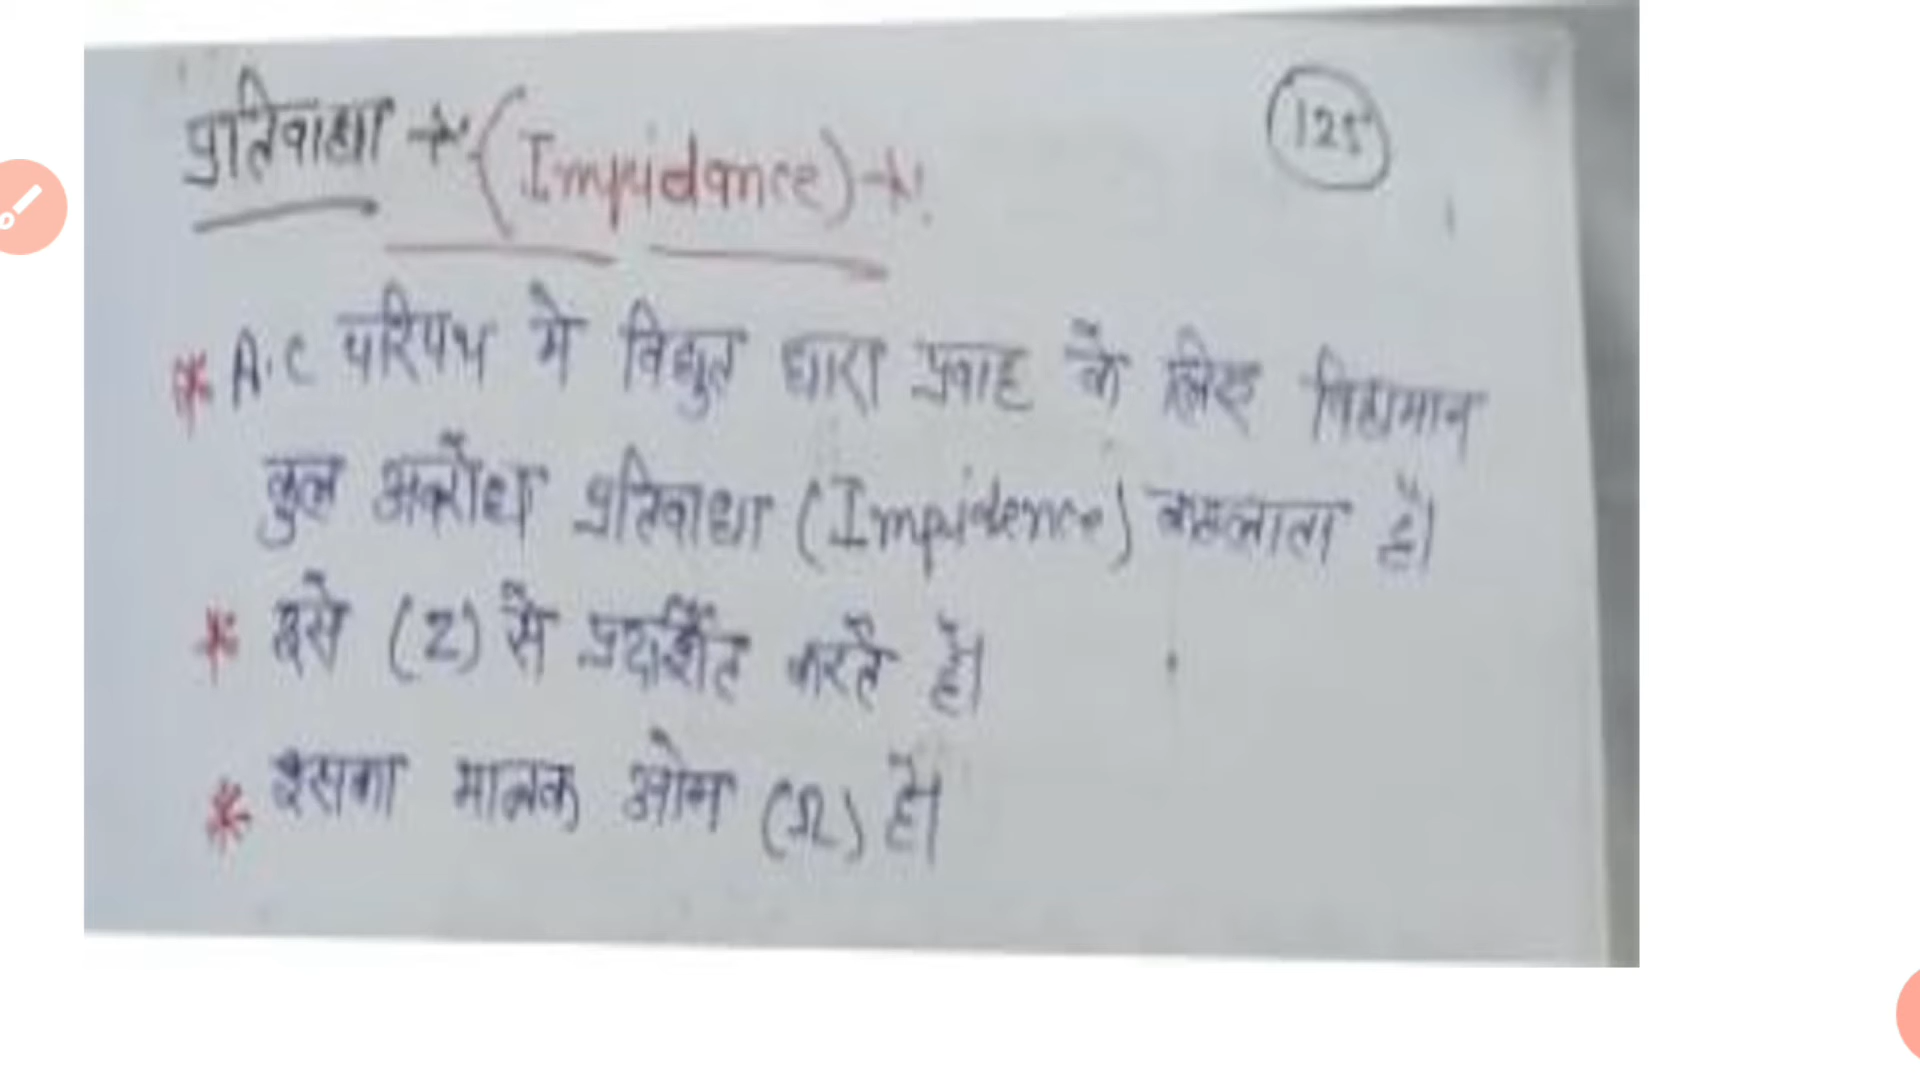 प्रतिवाधा → (Impidance) →
125
* A.C परिपथ मे विद्युत धारा प्रवाह के लिए विद्यमान
कुल अवरोध प्रतिवाधा (Impidence) कहलाता है।
* इसे (Z) से प्रदर्शित करते है।
* इसका मात्रक ओम (Ω) है।